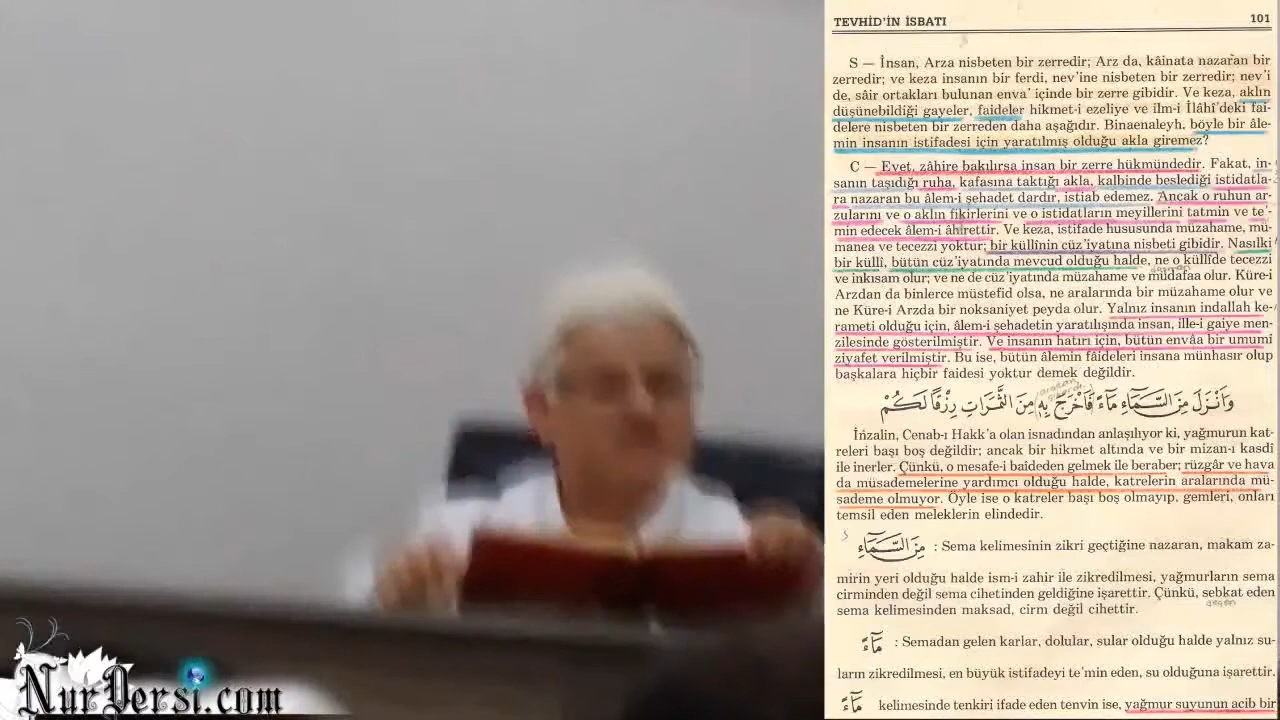 TEVHİD'İN İSBATI 101
S — İnsan, Arza nisbeten bir zerredir; Arz da, kâinata nazaran bir
zerredir; ve keza insanın bir ferdi, nev'ine nisbeten bir zerredir; nev'i
de, sâir ortakları bulunan enva' içinde bir zerre gibidir. Ve keza, aklın
düşünebildiği gayeler, faideler hikmet-i ezeliye ve ilm-i İlâhî'deki fai-
delere nisbeten bir zerreden daha aşağıdır. Binaenaleyh, böyle bir âle-
min insanın istifadesi için yaratılmış olduğu akla giremez?
C — Evet, zâhire bakılırsa insan bir zerre hükmündedir. Fakat, in-
sanın taşıdığı ruha, kafasına taktığı akla, kalbinde beslediği istidatla-
ra nazaran bu âlem-i şehadet dardır, istiab edemez. Ancak o ruhun ar-
zularını ve o aklın fikirlerini ve o istidatların meyillerini tatmin ve te'-
min edecek âlem-i âhirettir. Ve keza, istifade hususunda müzahame, mü-
manea ve tecezzi yoktur; bir küllînin cüz'iyatına nisbeti gibidir. Nasılki
bir küllî, bütün cüz'iyatında mevcud olduğu halde, ne o küllîde tecezzi
ve inkısam olur; ve ne de cüz'iyatında müzahame ve müdafaa olur. Küre-i
Arzdan da binlerce müstefid olsa, ne aralarında bir müzahame olur ve
ne Küre-i Arzda bir noksaniyet peyda olur. Yalnız insanın indallah ke-
rameti olduğu için, âlem-i şehadetin yaratılışında insan, ille-i gaiye men-
zilesinde gösterilmiştir. Ve insanın hatırı için, bütün envâa bir umumî
ziyafet verilmiştir. Bu ise, bütün âlemin fâideleri insana münhasır olup
başkalara hiçbir faidesi yoktur demek değildir.
وَاَنْزَلَ مِنَ السَّمَاۤءِ مَاۤءً فَاَخْرَجَ بِهِ مِنَ الثَّمَرَاتِ رِزْقًا لَكُمْ
İnzalin, Cenab-ı Hakk'a olan isnadından anlaşılıyor ki, yağmurun kat-
releri başı boş değildir; ancak bir hikmet altında ve bir mizan-ı kasdî
ile inerler. Çünkü, o mesafe-i baideden gelmek ile beraber; rüzgâr ve hava
da müsademelerine yardımcı olduğu halde, katrelerin aralarında mü-
sademe olmuyor. Öyle ise o katreler başı boş olmayıp, gemleri, onları
temsil eden meleklerin elindedir.
مِنَ السَّمَاۤءِ : Sema kelimesinin zikri geçtiğine nazaran, makam za-
mirin yeri olduğu halde ism-i zahir ile zikredilmesi, yağmurların sema
cirminden değil sema cihetinden geldiğine işarettir. Çünkü, sebkat eden
sema kelimesinden maksad, cirm değil cihettir.
مَاۤءً : Semadan gelen karlar, dolular, sular olduğu halde yalnız su-
ların zikredilmesi, en büyük istifadeyi te'min eden, su olduğuna işarettir.
مَاۤءً kelimesinde tenkiri ifade eden tenvin ise, yağmur suyunun acib bir
NurDersi.com